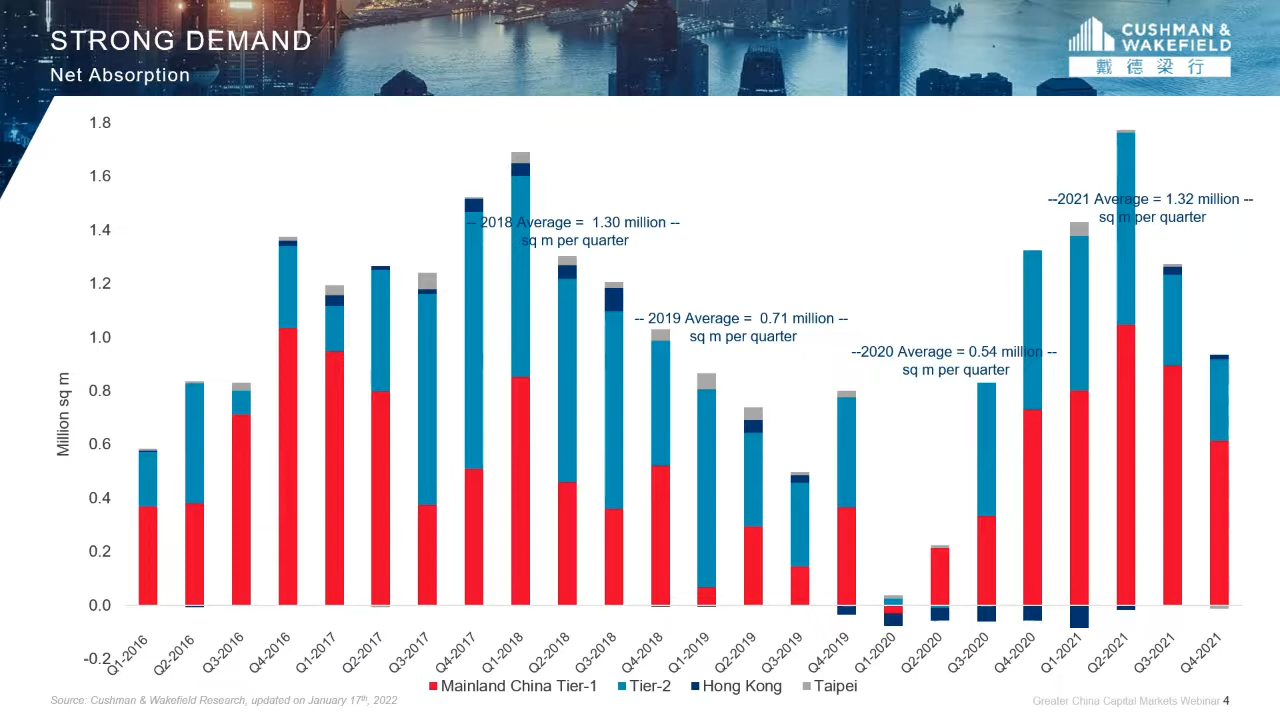 STRONG DEMAND
Net Absorption
CUSHMAN &
WAKEFIELD
戴德梁行
1.8
1.6
1.4
1.2
1.0
0.8
0.6
0.4
0.2
0.0
-0.2
Million sq m
-- 2018 Average = 1.30 million --
sq m per quarter
-- 2019 Average = 0.71 million --
sq m per quarter
--2020 Average = 0.54 million --
sq m per quarter
--2021 Average = 1.32 million --
sq m per quarter
Q1-2016
Q2-2016
Q3-2016
Q4-2016
Q1-2017
Q2-2017
Q3-2017
Q4-2017
Q1-2018
Q2-2018
Q3-2018
Q4-2018
Q1-2019
Q2-2019
Q3-2019
Q4-2019
Q1-2020
Q2-2020
Q3-2020
Q4-2020
Q1-2021
Q2-2021
Q3-2021
Q4-2021
Mainland China Tier-1 Tier-2 Hong Kong Taipei
Source: Cushman & Wakefield Research, updated on January 17th, 2022
Greater China Capital Markets Webinar 4